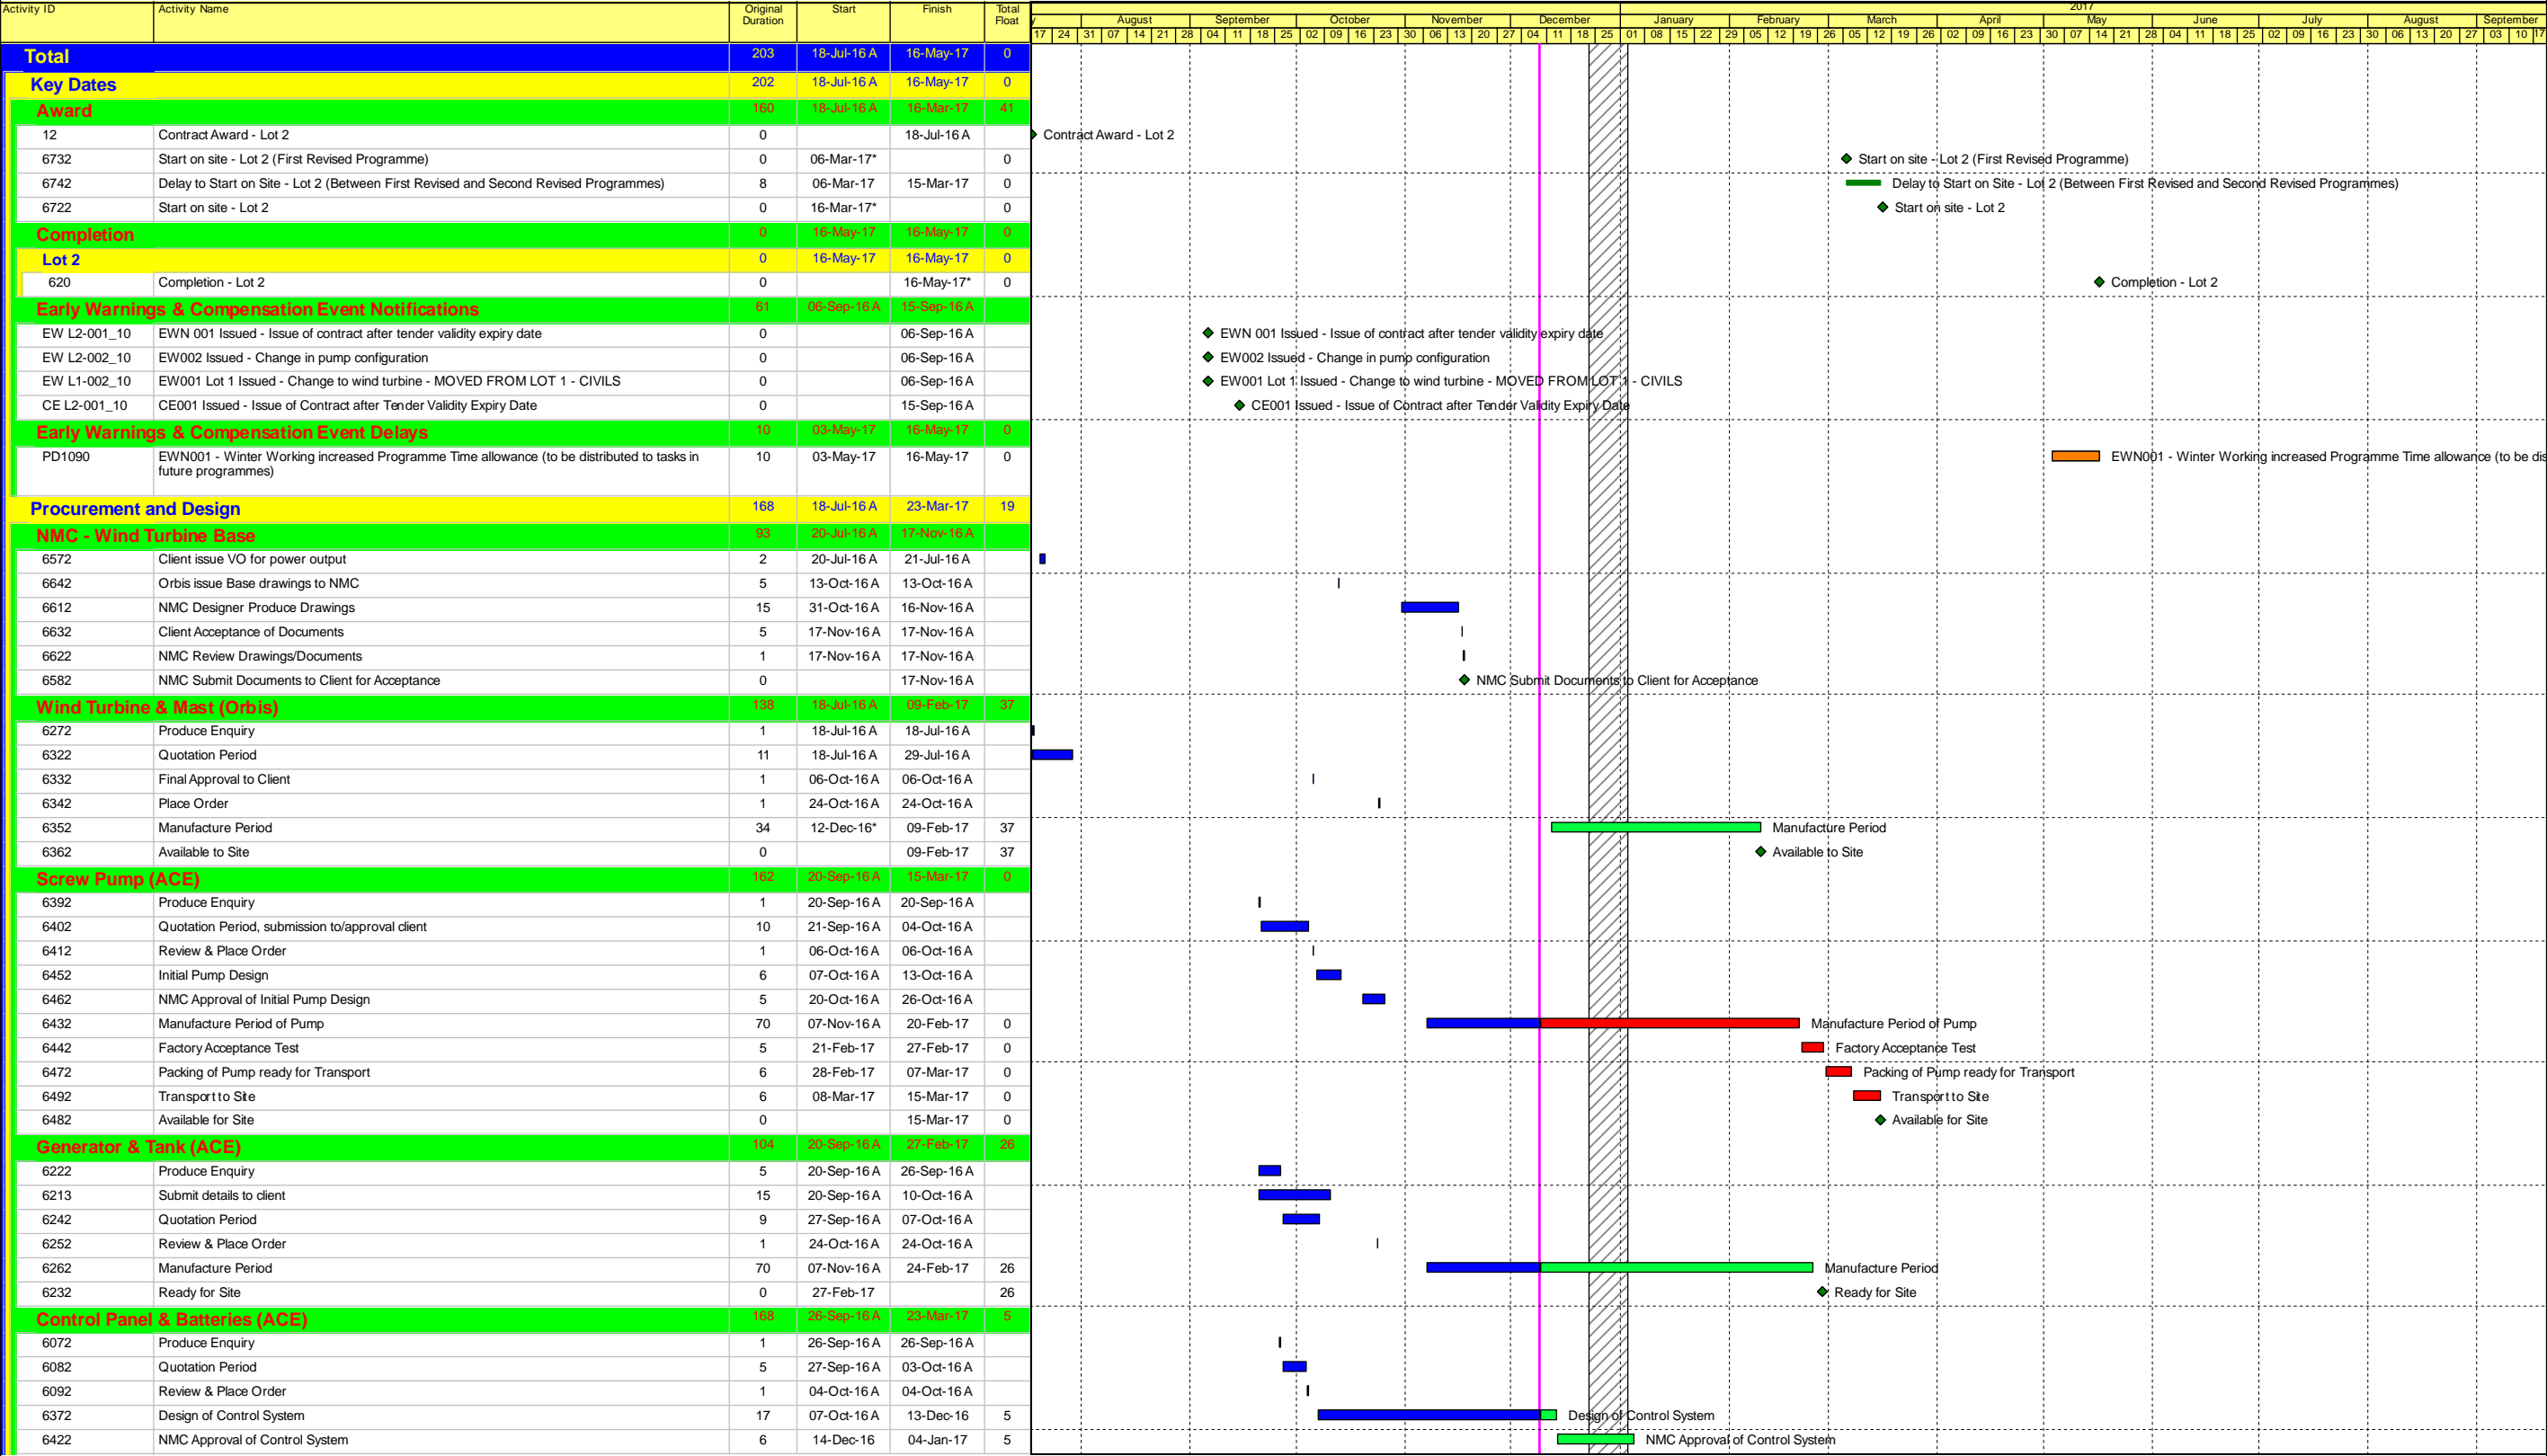 Activity ID Activity Name Original Duration Start Finish Total Float
2017
August September October November December January February March April May June July August September
17 24 31 07 14 21 28 04 11 18 25 02 09 16 23 30 06 13 20 27 04 11 18 25 01 08 15 22 29 05 12 19 26 05 12 19 26 02 09 16 23 30 07 14 21 28 04 11 18 25 02 09 16 23 30 06 13 20 27 03 10 17
Total 203 18-Jul-16 A 16-May-17 0
Key Dates 202 18-Jul-16 A 16-May-17 0
Award 160 18-Jul-16 A 16-Mar-17 41
12 Contract Award - Lot 2 0 18-Jul-16 A Contract Award - Lot 2
6732 Start on site - Lot 2 (First Revised Programme) 0 06-Mar-17* 0 Start on site - Lot 2 (First Revised Programme)
6742 Delay to Start on Site - Lot 2 (Between First Revised and Second Revised Programmes) 8 06-Mar-17 15-Mar-17 0 Delay to Start on Site - Lot 2 (Between First Revised and Second Revised Programmes)
6722 Start on site - Lot 2 0 16-Mar-17* 0 Start on site - Lot 2
Completion 0 16-May-17 16-May-17 0
Lot 2 0 16-May-17 16-May-17 0
620 Completion - Lot 2 0 16-May-17* 0 Completion - Lot 2
Early Warnings & Compensation Event Notifications 61 06-Sep-16 A 15-Sep-16 A
EW L2-001_10 EWN 001 Issued - Issue of contract after tender validity expiry date 0 06-Sep-16 A EWN 001 Issued - Issue of contract after tender validity expiry date
EW L2-002_10 EW002 Issued - Change in pump configuration 0 06-Sep-16 A EW002 Issued - Change in pump configuration
EW L1-002_10 EW001 Lot 1 Issued - Change to wind turbine - MOVED FROM LOT 1 - CIVILS 0 06-Sep-16 A EW001 Lot 1 Issued - Change to wind turbine - MOVED FROM LOT 1 - CIVILS
CE L2-001_10 CE001 Issued - Issue of Contract after Tender Validity Expiry Date 0 15-Sep-16 A CE001 Issued - Issue of Contract after Tender Validity Expiry Date
Early Warnings & Compensation Event Delays 10 03-May-17 16-May-17 0
PD1090 EWN001 - Winter Working increased Programme Time allowance (to be distributed to tasks in 10 03-May-17 16-May-17 0 EWN001 - Winter Working increased Programme Time allowance (to be dis
future programmes)
Procurement and Design 168 18-Jul-16 A 23-Mar-17 19
NMC - Wind Turbine Base 93 20-Jul-16 A 17-Nov-16 A
6572 Client issue VO for power output 2 20-Jul-16 A 21-Jul-16 A
6642 Orbis issue Base drawings to NMC 5 13-Oct-16 A 13-Oct-16 A
6612 NMC Designer Produce Drawings 15 31-Oct-16 A 16-Nov-16 A
6632 Client Acceptance of Documents 5 17-Nov-16 A 17-Nov-16 A
6622 NMC Review Drawings/Documents 1 17-Nov-16 A 17-Nov-16 A
6582 NMC Submit Documents to Client for Acceptance 0 17-Nov-16 A NMC Submit Documents to Client for Acceptance
Wind Turbine & Mast (Orbis) 138 18-Jul-16 A 09-Feb-17 37
6272 Produce Enquiry 1 18-Jul-16 A 18-Jul-16 A
6322 Quotation Period 11 18-Jul-16 A 29-Jul-16 A
6332 Final Approval to Client 1 06-Oct-16 A 06-Oct-16 A
6342 Place Order 1 24-Oct-16 A 24-Oct-16 A
6352 Manufacture Period 34 12-Dec-16* 09-Feb-17 37 Manufacture Period
6362 Available to Site 0 09-Feb-17 37 Available to Site
Screw Pump (ACE) 162 20-Sep-16 A 15-Mar-17 0
6392 Produce Enquiry 1 20-Sep-16 A 20-Sep-16 A
6402 Quotation Period, submission to/approval client 10 21-Sep-16 A 04-Oct-16 A
6412 Review & Place Order 1 06-Oct-16 A 06-Oct-16 A
6452 Initial Pump Design 6 07-Oct-16 A 13-Oct-16 A
6462 NMC Approval of Initial Pump Design 5 20-Oct-16 A 26-Oct-16 A
6432 Manufacture Period of Pump 70 07-Nov-16 A 20-Feb-17 0 Manufacture Period of Pump
6442 Factory Acceptance Test 5 21-Feb-17 27-Feb-17 0 Factory Acceptance Test
6472 Packing of Pump ready for Transport 6 28-Feb-17 07-Mar-17 0 Packing of Pump ready for Transport
6492 Transport to Site 6 08-Mar-17 15-Mar-17 0 Transport to Site
6482 Available for Site 0 15-Mar-17 0 Available for Site
Generator & Tank (ACE) 104 20-Sep-16 A 27-Feb-17 26
6222 Produce Enquiry 5 20-Sep-16 A 26-Sep-16 A
6213 Submit details to client 15 20-Sep-16 A 10-Oct-16 A
6242 Quotation Period 9 27-Sep-16 A 07-Oct-16 A
6252 Review & Place Order 1 24-Oct-16 A 24-Oct-16 A
6262 Manufacture Period 70 07-Nov-16 A 24-Feb-17 26 Manufacture Period
6232 Ready for Site 0 27-Feb-17 26 Ready for Site
Control Panel & Batteries (ACE) 168 26-Sep-16 A 23-Mar-17 5
6072 Produce Enquiry 1 26-Sep-16 A 26-Sep-16 A
6082 Quotation Period 5 27-Sep-16 A 03-Oct-16 A
6092 Review & Place Order 1 04-Oct-16 A 04-Oct-16 A
6372 Design of Control System 17 07-Oct-16 A 13-Dec-16 5 Design of Control System
6422 NMC Approval of Control System 6 14-Dec-16 04-Jan-17 5 NMC Approval of Control System